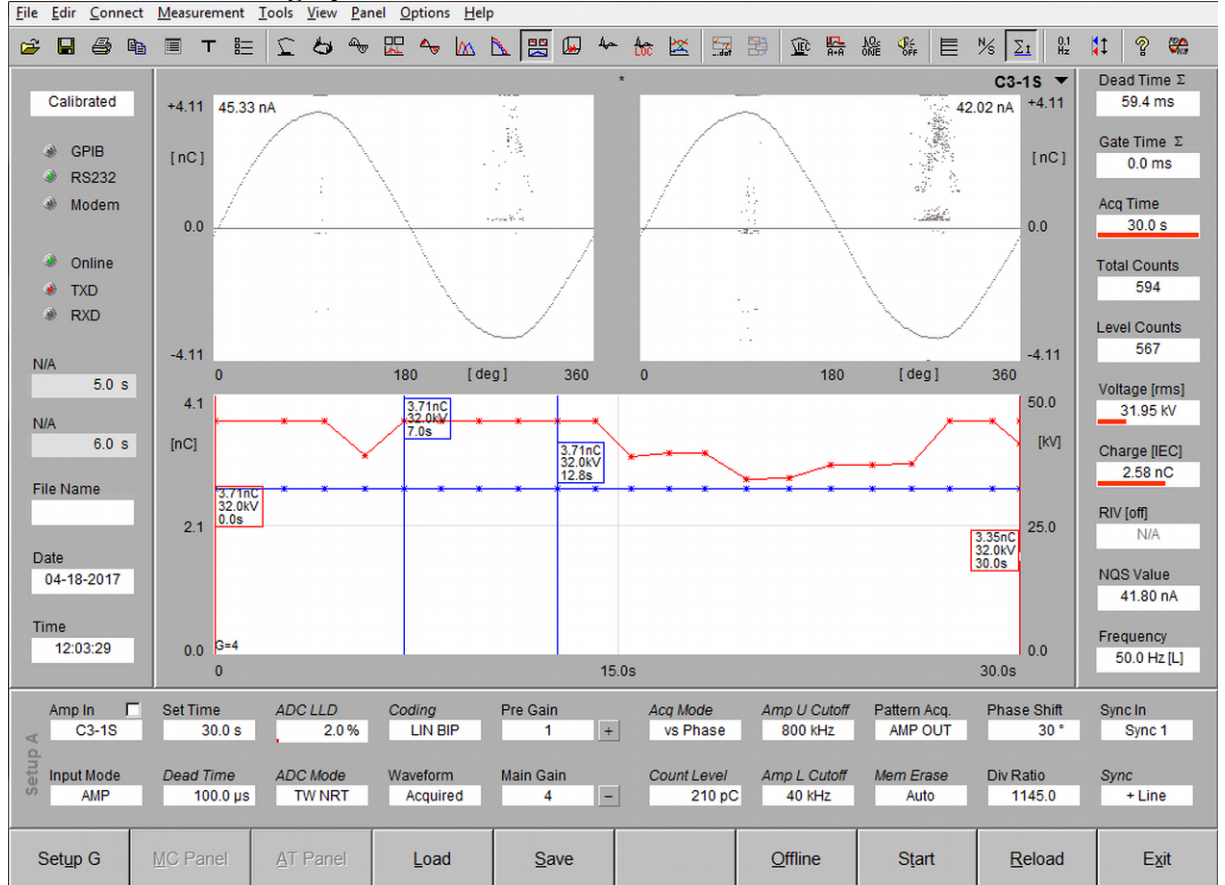 File Edir Connect Measurement Tools View Panel Options Help
T .dot LOC IEC A+A AQ: ONE OFF N/s Σ1 0.1 Hz ?
Calibrated
GPIB
RS232
Modem
Online
TXD
RXD
N/A
5.0 s
N/A
6.0 s
File Name
Date
04-18-2017
Time
12:03:29
*
C3-1S
+4.11 45.33 nA
[nC]
0.0
-4.11
0 180 [deg] 360
42.02 nA +4.11
[nC]
0.0
-4.11
0 180 [deg] 360
4.1
[nC]
2.1
0.0
50.0
[kV]
25.0
0.0
3.71nC
32.0kV
0.0s
3.71nC
32.0kV
7.0s
3.71nC
32.0kV
12.8s
3.35nC
32.0kV
30.0s
G=4
0 15.0s 30.0s
Dead Time Σ
59.4 ms
Gate Time Σ
0.0 ms
Acq Time
30.0 s
Total Counts
594
Level Counts
567
Voltage [rms]
31.95 kV
Charge [IEC]
2.58 nC
RIV [off]
N/A
NQS Value
41.80 nA
Frequency
50.0 Hz [L]
Setup A
Amp In Set Time ADC LLD Coding Pre Gain Acq Mode Amp U Cutoff Pattern Acq. Phase Shift Sync In
C3-1S 30.0 s 2.0 % LIN BIP 1 + vs Phase 800 kHz AMP OUT 30 ° Sync 1
Input Mode Dead Time ADC Mode Waveform Main Gain Count Level Amp L Cutoff Mem Erase Div Ratio Sync
AMP 100.0 µs TW NRT Acquired 4 − 210 pC 40 kHz Auto 1145.0 + Line
Setup G MC Panel AT Panel Load Save Offline Start Reload Exit